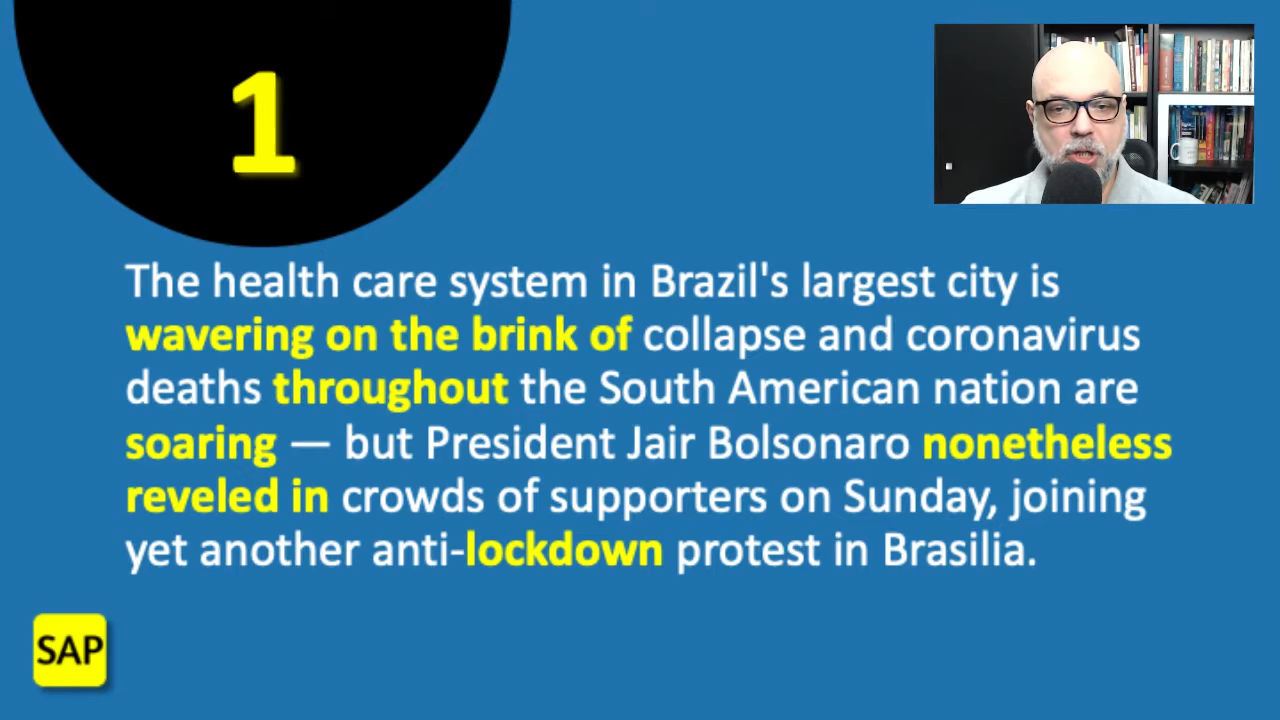 1
The health care system in Brazil's largest city is
wavering on the brink of collapse and coronavirus
deaths throughout the South American nation are
soaring — but President Jair Bolsonaro nonetheless
reveled in crowds of supporters on Sunday, joining
yet another anti-lockdown protest in Brasilia.
SAP